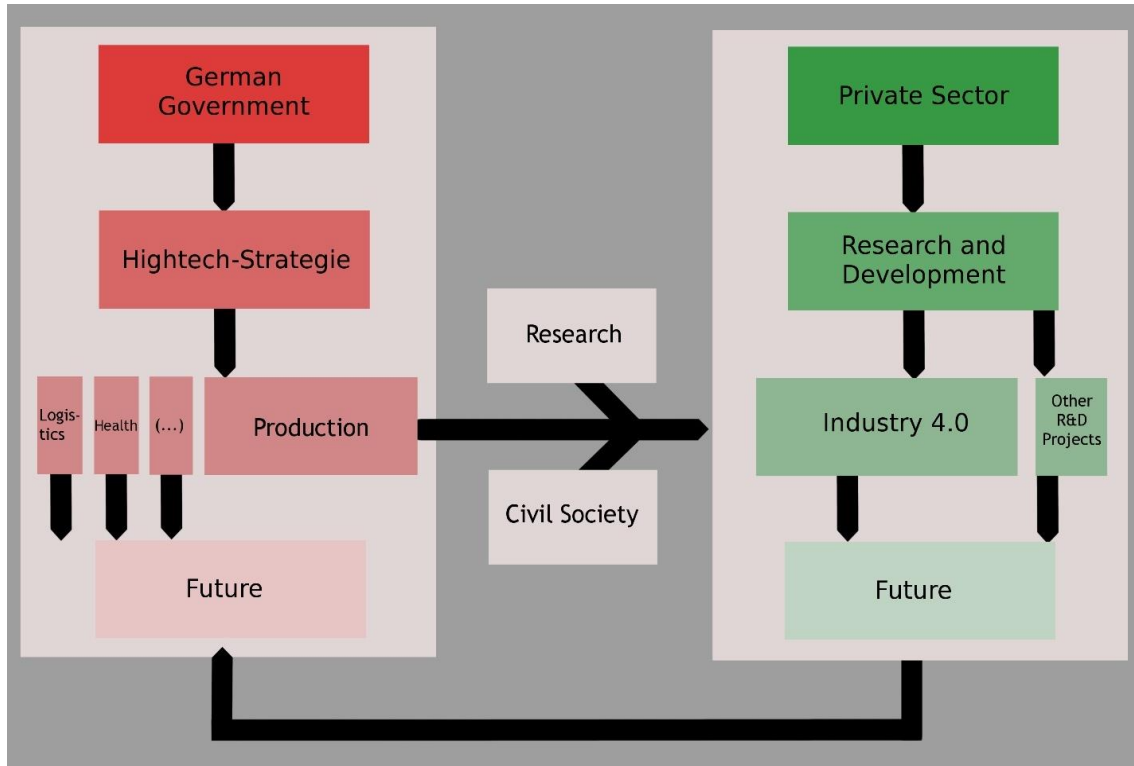 German
Government
Hightech-Strategie
Logis-
tics
Health
(...)
Production
Future
Research
Civil Society
Private Sector
Research and
Development
Industry 4.0
Other
R&D
Projects
Future